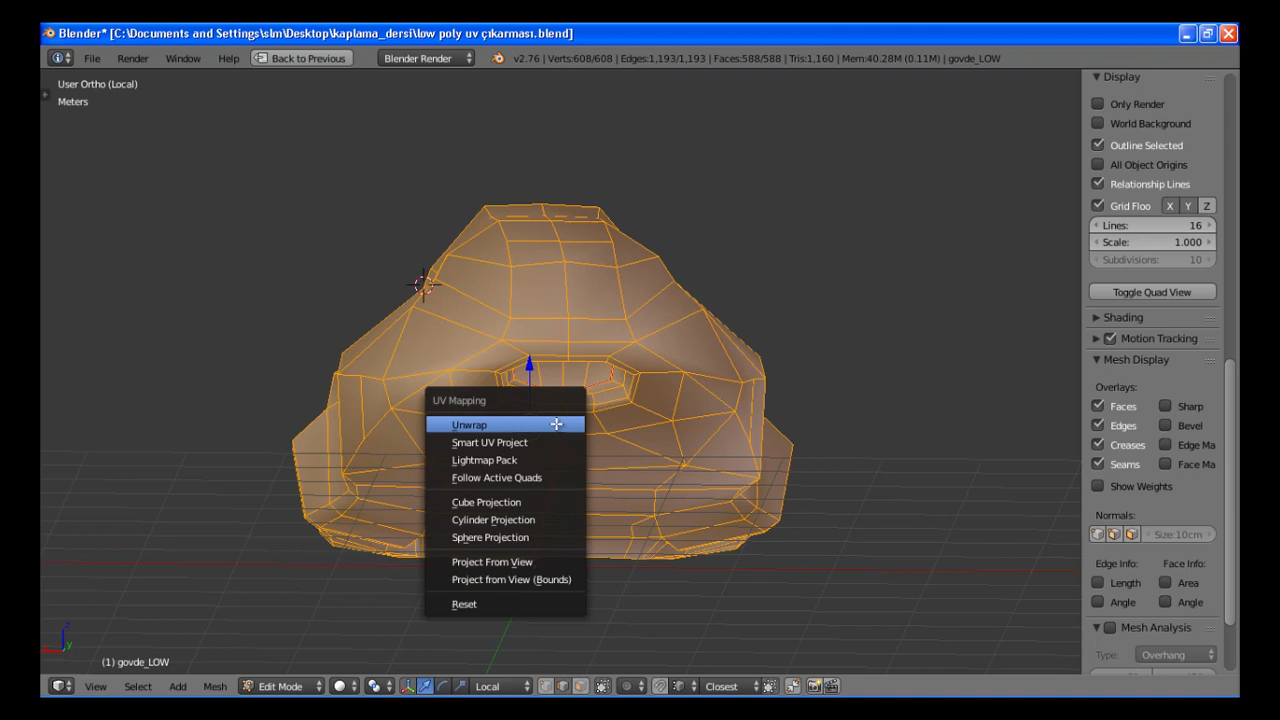 Blender* [C:\Documents and Settings\slm\Desktop\kaplama_dersi\low poly uv çıkarması.blend]
File Render Window Help Back to Previous Blender Render v2.76 | Verts:608/608 | Edges:1,193/1,193 | Faces:588/588 | Tris:1,160 | Mem:40.28M (0.11M) | govde_LOW
User Ortho (Local)
Meters
UV Mapping
Unwrap
Smart UV Project
Lightmap Pack
Follow Active Quads
Cube Projection
Cylinder Projection
Sphere Projection
Project From View
Project from View (Bounds)
Reset
Display
Only Render
World Background
Outline Selected
All Object Origins
Relationship Lines
Grid Floo X Y Z
Lines: 16
Scale: 1.000
Subdivisions: 10
Toggle Quad View
Shading
Motion Tracking
Mesh Display
Overlays:
Faces Sharp
Edges Bevel
Creases Edge Ma
Seams Face Ma
Show Weights
Normals:
Size:10cm
Edge Info: Face Info:
Length Area
Angle Angle
Mesh Analysis
Type: Overhang
z
y
(1) govde_LOW
View Select Add Mesh Edit Mode Local Closest